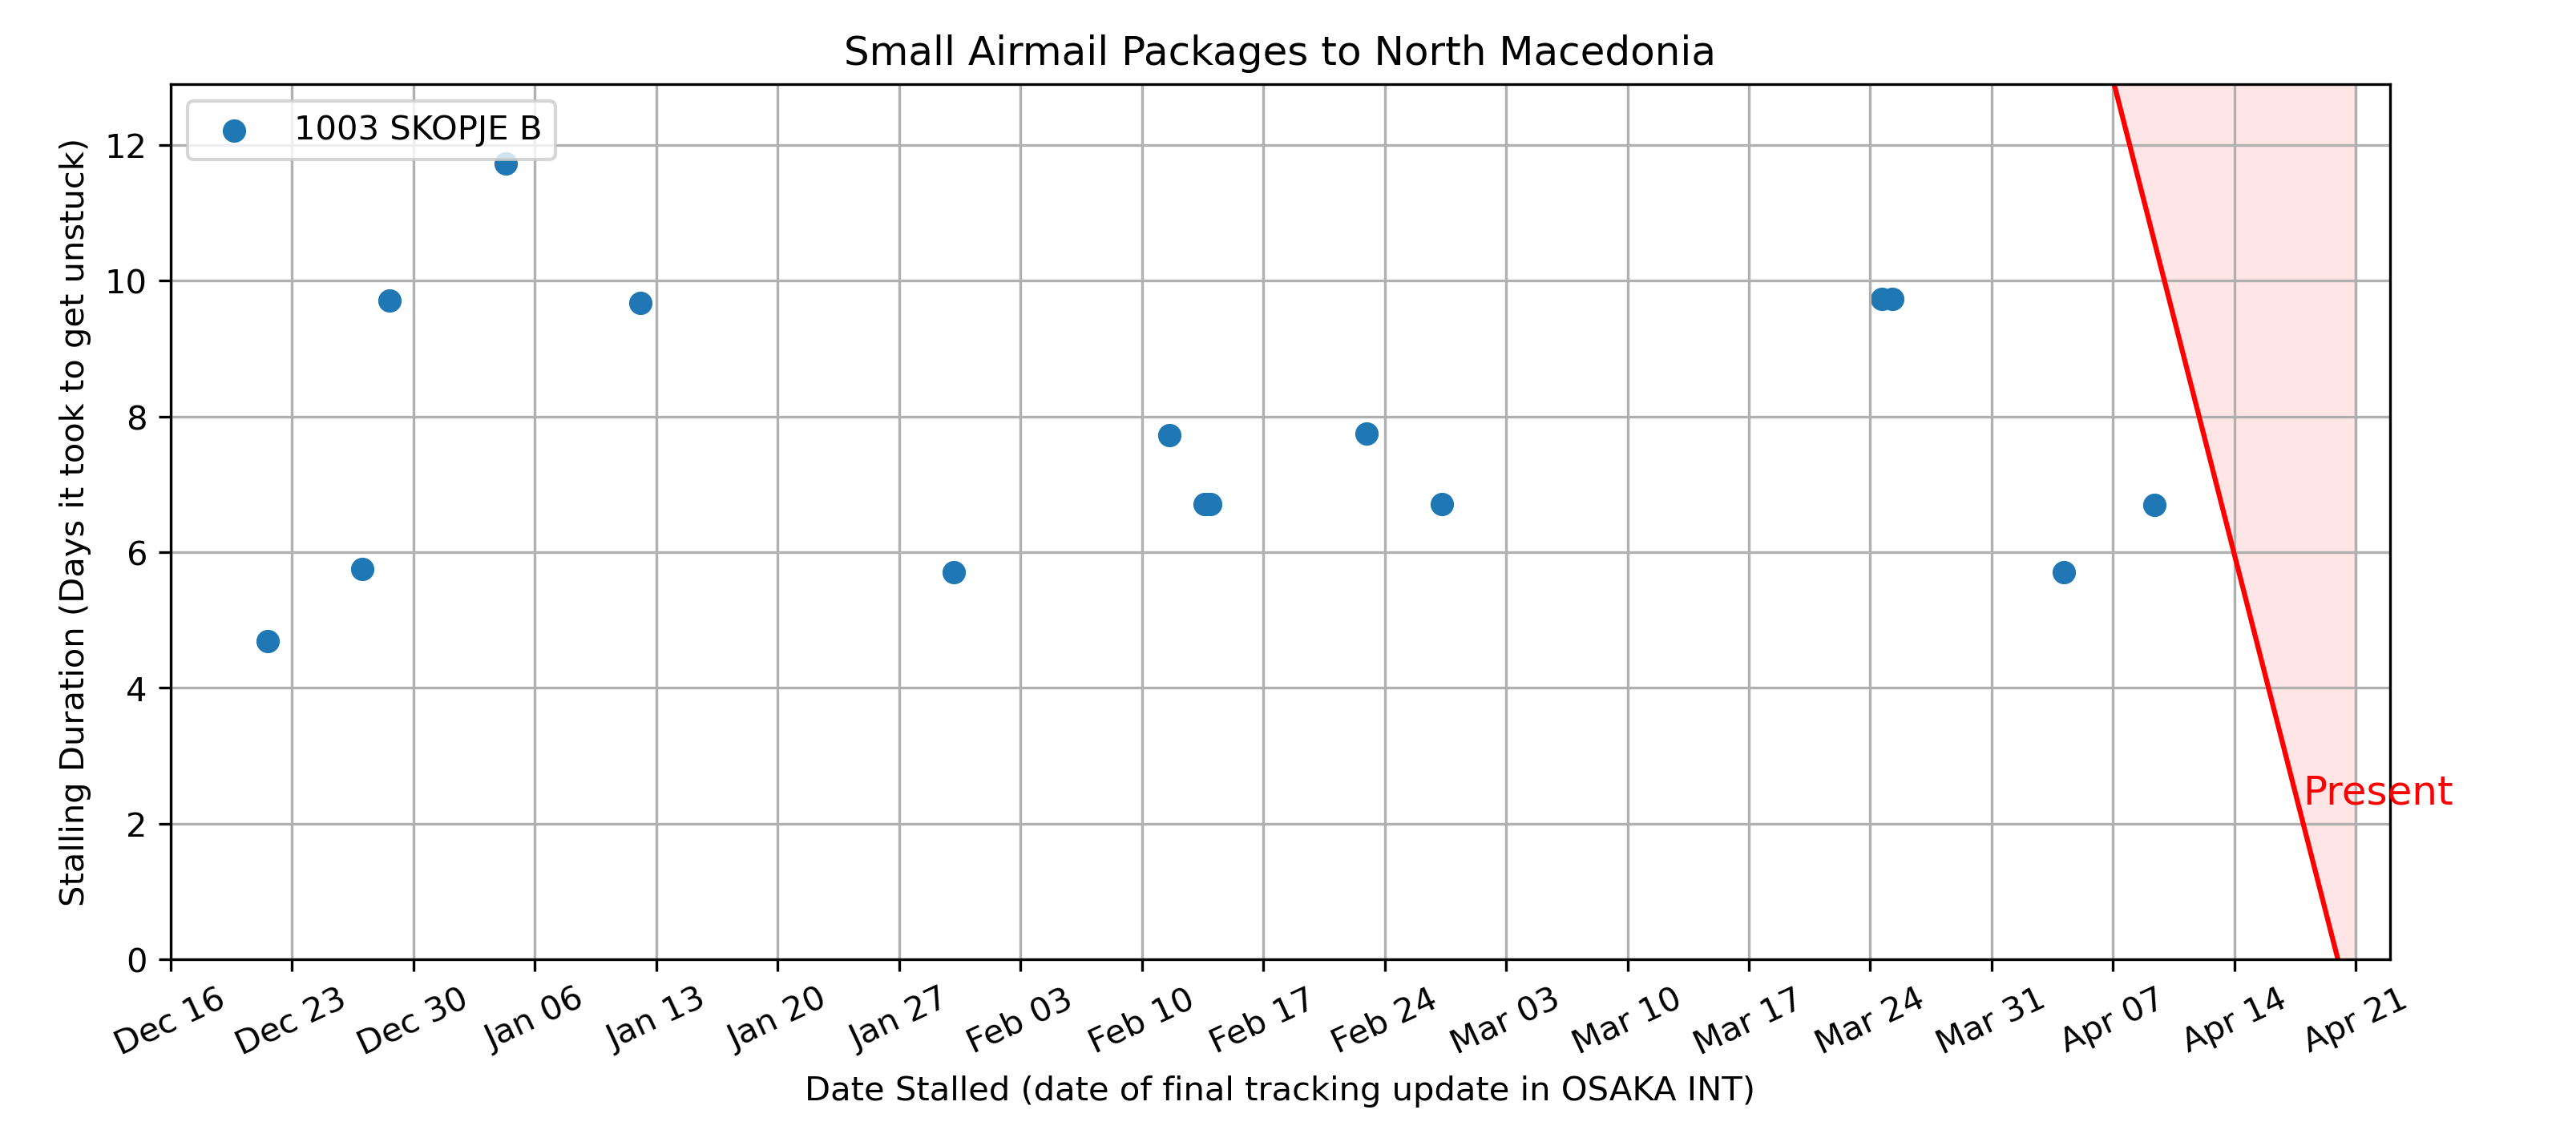 Small Airmail Packages to North Macedonia
1003 SKOPJE B
Stalling Duration (Days it took to get unstuck)
12
10
8
6
4
2
0
Present
Dec 16
Dec 23
Dec 30
Jan 06
Jan 13
Jan 20
Jan 27
Feb 03
Feb 10
Feb 17
Feb 24
Mar 03
Mar 10
Mar 17
Mar 24
Mar 31
Apr 07
Apr 14
Apr 21
Date Stalled (date of final tracking update in OSAKA INT)